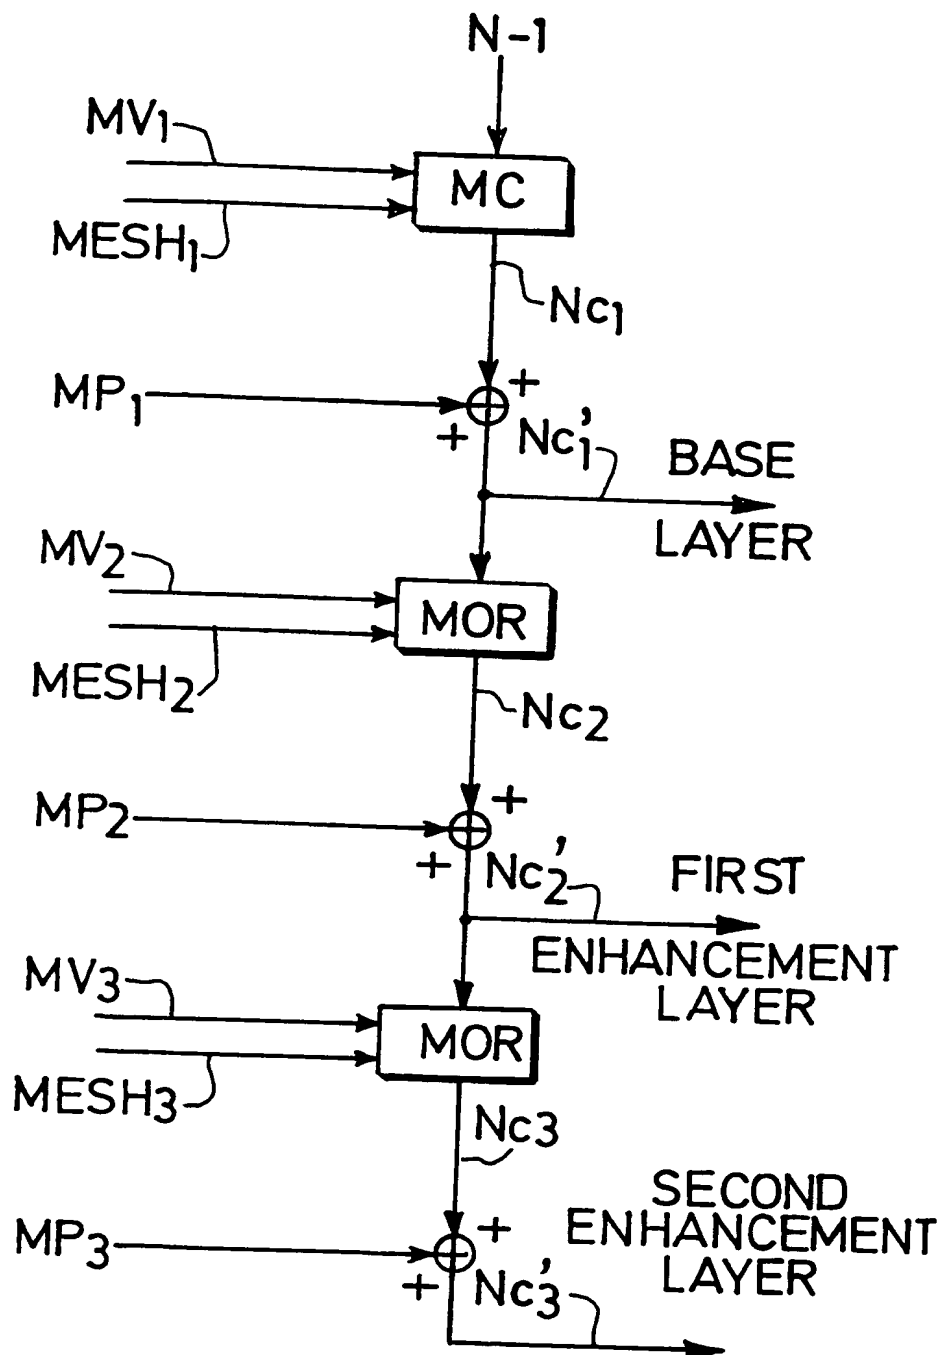 N-1
MV1
MC
MESH1
Nc1
MP1
+
+
Nc'1
BASE
LAYER
MV2
MOR
MESH2
Nc2
MP2
+
+
Nc'2
FIRST
ENHANCEMENT
LAYER
MV3
MOR
MESH3
Nc3
SECOND
ENHANCEMENT
LAYER
MP3
+
+
Nc'3